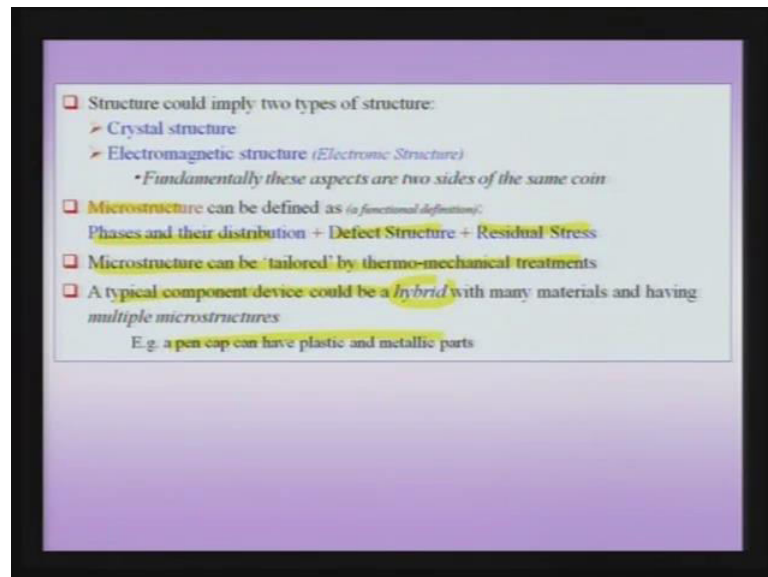 Structure could imply two types of structure:
Crystal structure
Electromagnetic structure (Electronic Structure)
Fundamentally these aspects are two sides of the same coin
Microstructure can be defined as (a functional definition):
Phases and their distribution + Defect Structure + Residual Stress
Microstructure can be 'tailored' by thermo-mechanical treatments
A typical component device could be a hybrid with many materials and having
multiple microstructures
E.g. a pen cap can have plastic and metallic parts